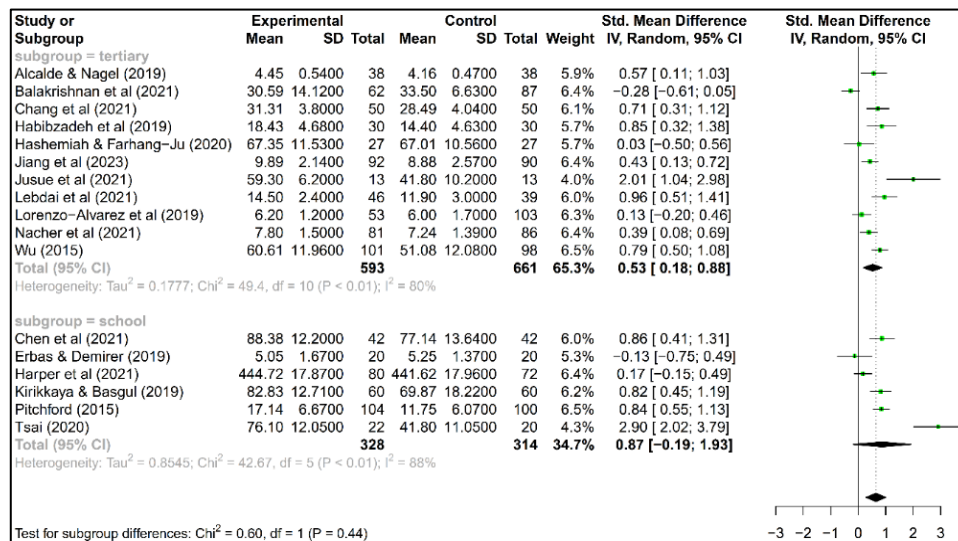 Study or Experimental Control Std. Mean Difference Std. Mean Difference
Subgroup Mean SD Total Mean SD Total Weight IV, Random, 95% CI IV, Random, 95% CI
subgroup = tertiary
Alcalde & Nagel (2019) 4.45 0.5400 38 4.16 0.4700 38 5.9% 0.57 [ 0.11; 1.03]
Balakrishnan et al (2021) 30.59 14.1200 62 33.50 6.6300 87 6.4% −0.28 [−0.61; 0.05]
Chang et al (2021) 31.31 3.8000 50 28.49 4.0400 50 6.1% 0.71 [ 0.31; 1.12]
Habibzadeh et al (2019) 18.43 4.6800 30 14.40 4.6300 30 5.7% 0.85 [ 0.32; 1.38]
Hashemiah & Farhang−Ju (2020) 67.35 11.5300 27 67.01 10.5600 27 5.6% 0.03 [−0.50; 0.56]
Jiang et al (2023) 9.89 2.1400 92 8.88 2.5700 90 6.4% 0.43 [ 0.13; 0.72]
Jusue et al (2021) 59.30 6.2000 13 41.80 10.2000 13 4.0% 2.01 [ 1.04; 2.98]
Lebdai et al (2021) 14.50 2.4000 46 11.90 3.0000 39 6.0% 0.96 [ 0.51; 1.41]
Lorenzo−Alvarez et al (2019) 6.20 1.2000 53 6.00 1.7000 103 6.4% 0.13 [−0.20; 0.46]
Nacher et al (2021) 7.80 1.5000 81 7.24 1.3900 86 6.4% 0.39 [ 0.08; 0.69]
Wu (2015) 60.61 11.9600 101 51.08 12.0800 98 6.5% 0.79 [ 0.50; 1.08]
Total (95% CI) 593 661 65.3% 0.53 [ 0.18; 0.88]
Heterogeneity: Tau² = 0.1777; Chi² = 49.4, df = 10 (P < 0.01); I² = 80%
subgroup = school
Chen et al (2021) 88.38 12.2000 42 77.14 13.6400 42 6.0% 0.86 [ 0.41; 1.31]
Erbas & Demirer (2019) 5.05 1.6700 20 5.25 1.3700 20 5.3% −0.13 [−0.75; 0.49]
Harper et al (2021) 444.72 17.8700 80 441.62 17.9600 72 6.4% 0.17 [−0.15; 0.49]
Kirikkaya & Basgul (2019) 82.83 12.7100 60 69.87 18.2200 60 6.2% 0.82 [ 0.45; 1.19]
Pitchford (2015) 17.14 6.6700 104 11.75 6.0700 100 6.5% 0.84 [ 0.55; 1.13]
Tsai (2020) 76.10 12.0500 22 41.80 11.0500 20 4.3% 2.90 [ 2.02; 3.79]
Total (95% CI) 328 314 34.7% 0.87 [−0.19; 1.93]
Heterogeneity: Tau² = 0.8545; Chi² = 42.67, df = 5 (P < 0.01); I² = 88%
Test for subgroup differences: Chi² = 0.60, df = 1 (P = 0.44)
−3 −2 −1 0 1 2 3